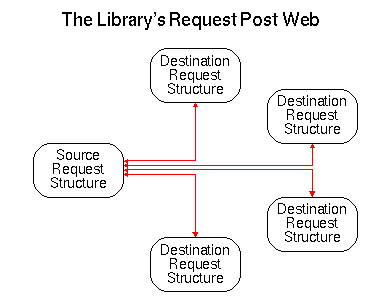 The Library's Request Post Web
Destination
Request
Structure
Destination
Request
Structure
Source
Request
Structure
Destination
Request
Structure
Destination
Request
Structure